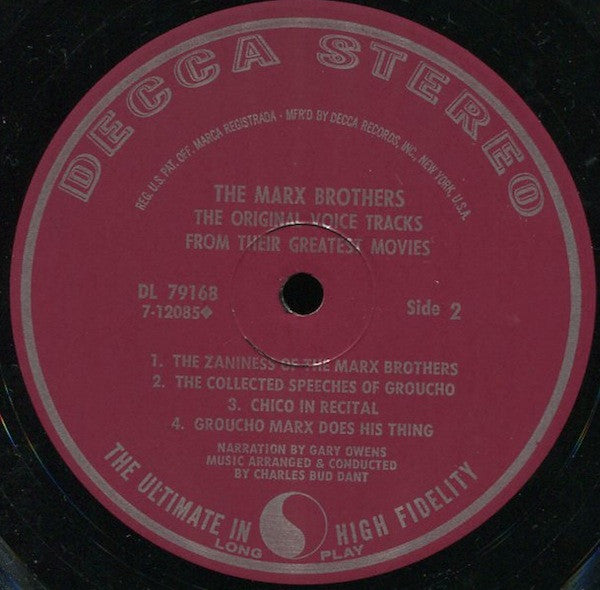 DECCA STEREO
REG. U.S. PAT. OFF. MARCA REGISTRADA - MFR'D BY DECCA RECORDS, INC., NEW YORK, U.S.A.
THE MARX BROTHERS
THE ORIGINAL VOICE TRACKS
FROM THEIR GREATEST MOVIES
DL 79168
7-12085◆
Side 2
1. THE ZANINESS OF THE MARX BROTHERS
2. THE COLLECTED SPEECHES OF GROUCHO
3. CHICO IN RECITAL
4. GROUCHO MARX DOES HIS THING
NARRATION BY GARY OWENS
MUSIC ARRANGED & CONDUCTED
BY CHARLES BUD DANT
THE ULTIMATE IN HIGH FIDELITY
LONG PLAY